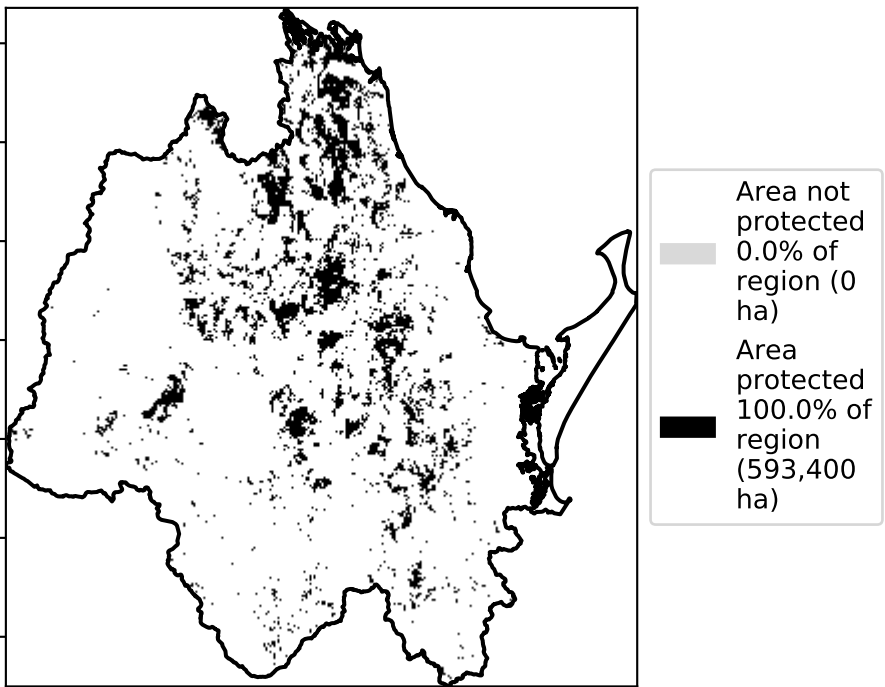 Area not
protected
0.0% of
region (0
ha)
Area
protected
100.0% of
region
(593,400
ha)